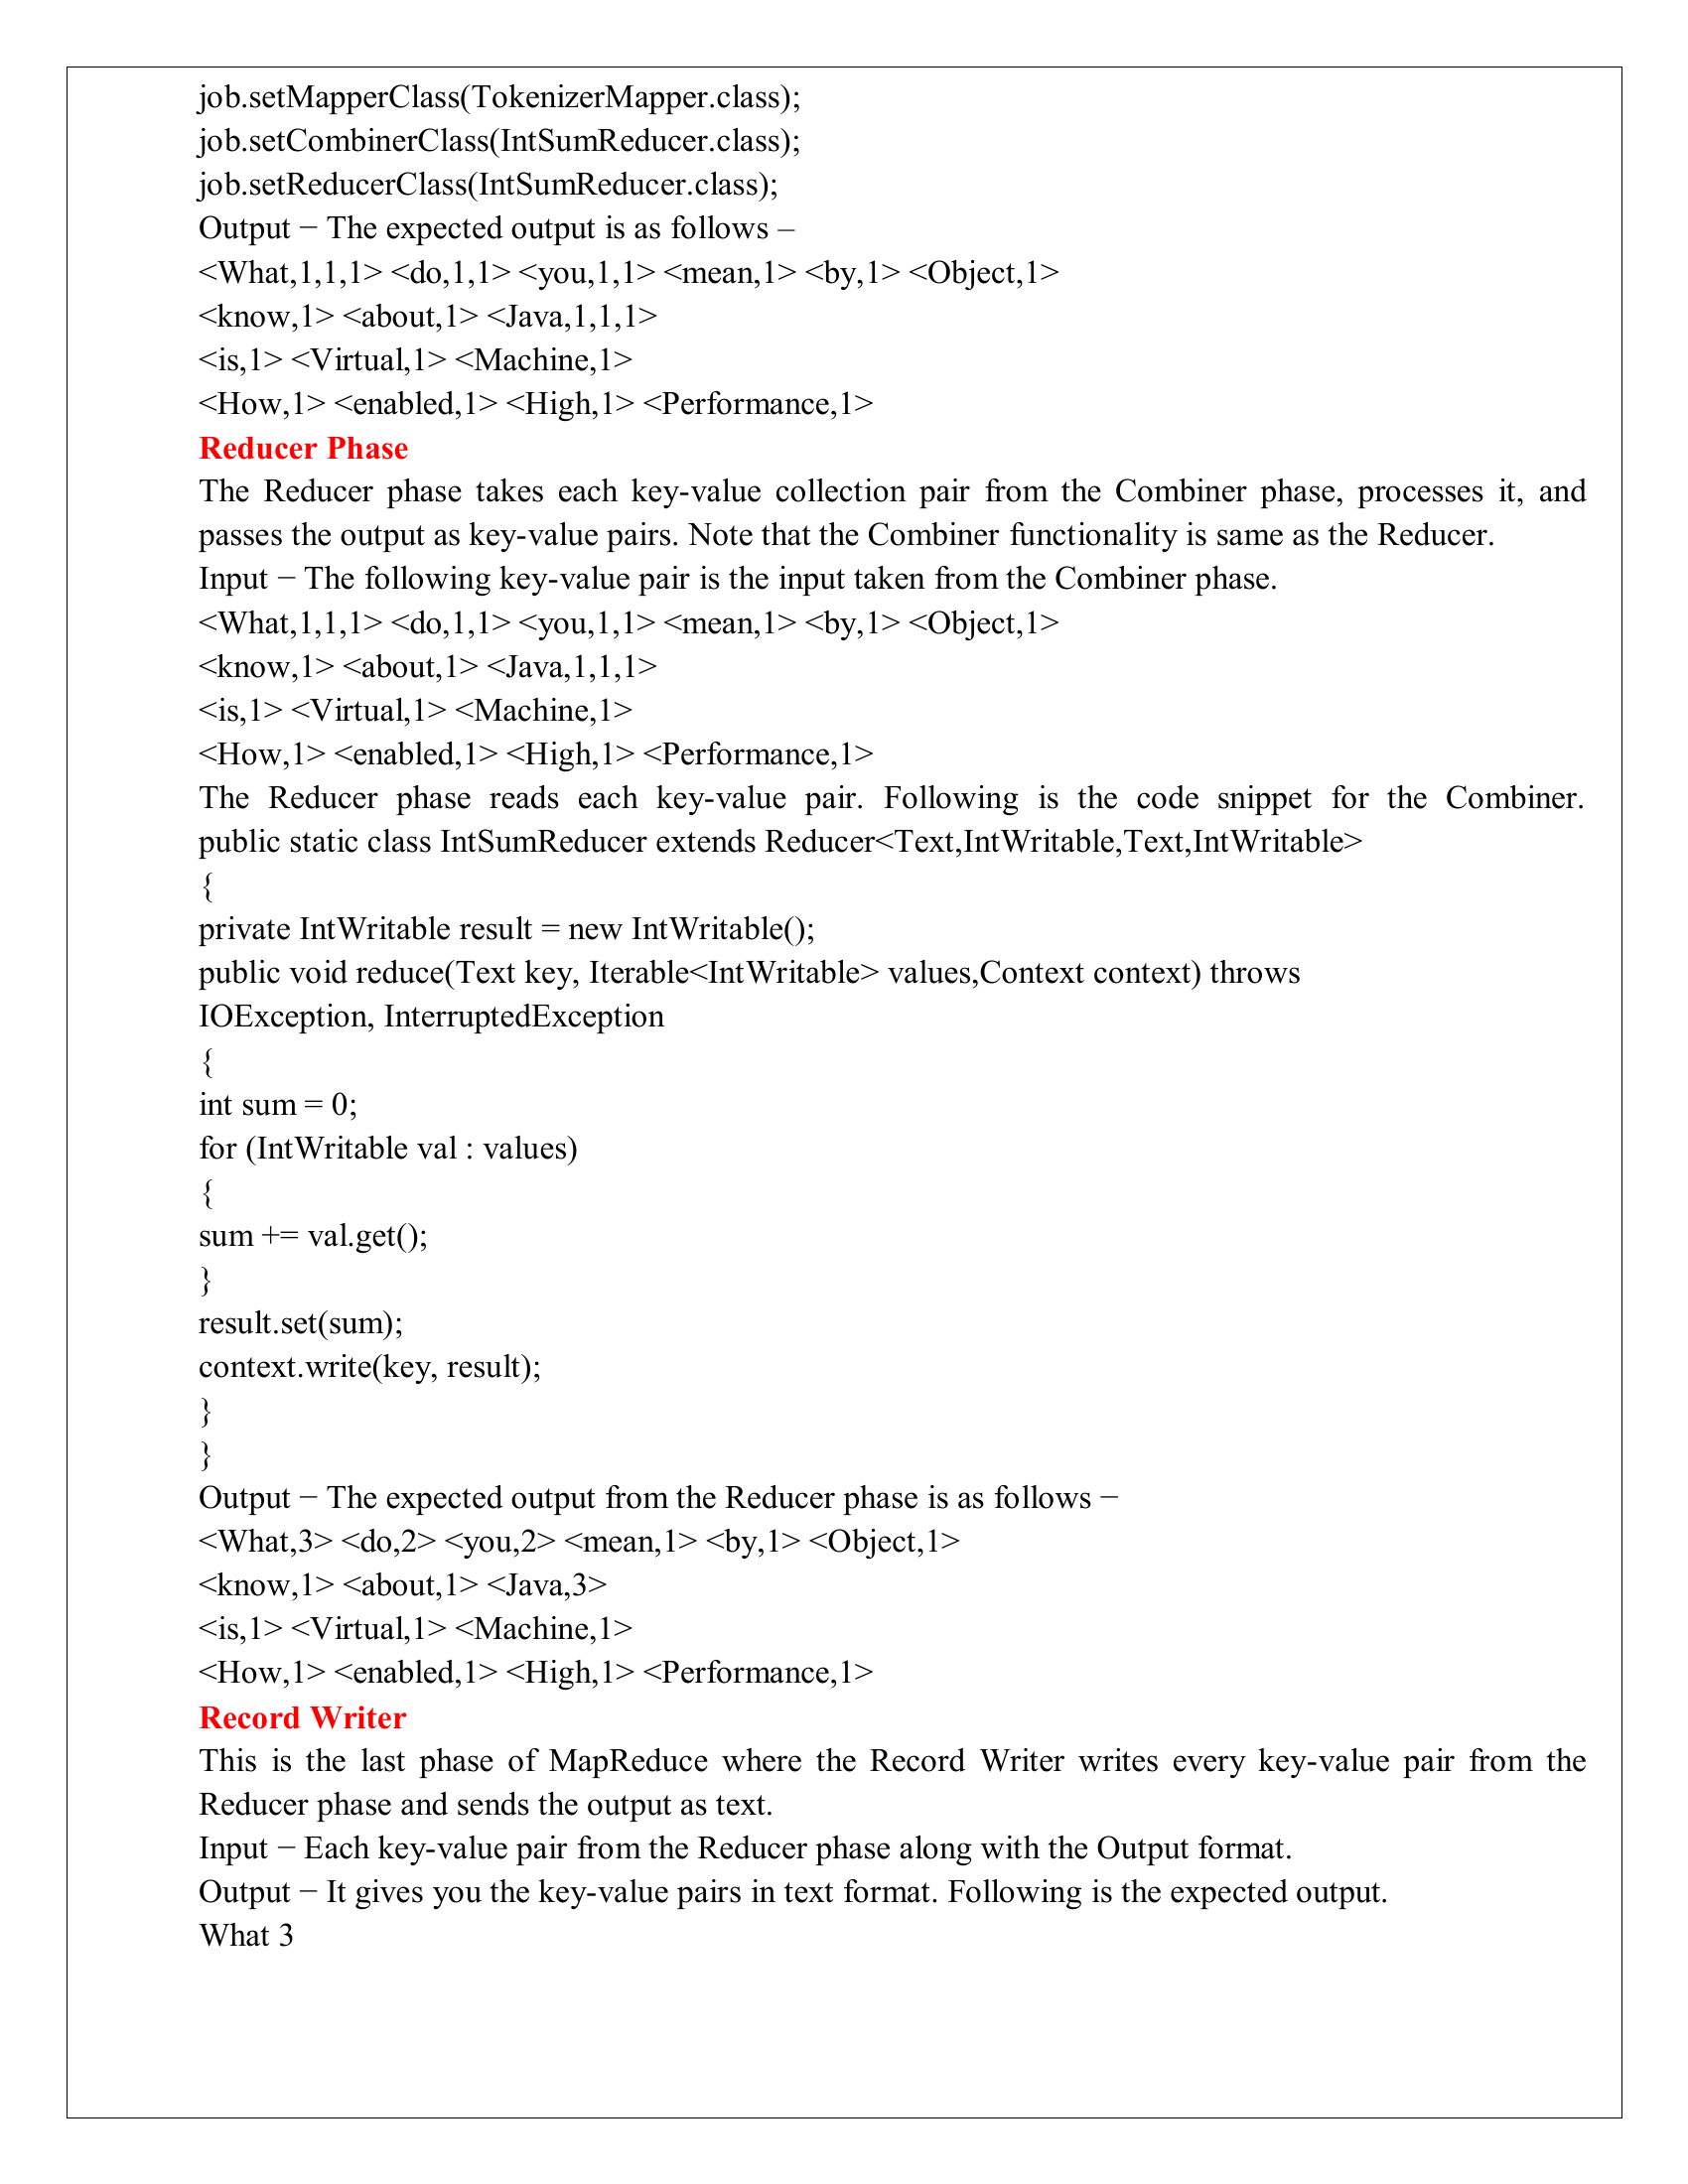 job.setMapperClass(TokenizerMapper.class);
job.setCombinerClass(IntSumReducer.class);
job.setReducerClass(IntSumReducer.class);
Output − The expected output is as follows –
<What,1,1,1> <do,1,1> <you,1,1> <mean,1> <by,1> <Object,1>
<know,1> <about,1> <Java,1,1,1>
<is,1> <Virtual,1> <Machine,1>
<How,1> <enabled,1> <High,1> <Performance,1>
Reducer Phase
The Reducer phase takes each key-value collection pair from the Combiner phase, processes it, and
passes the output as key-value pairs. Note that the Combiner functionality is same as the Reducer.
Input − The following key-value pair is the input taken from the Combiner phase.
<What,1,1,1> <do,1,1> <you,1,1> <mean,1> <by,1> <Object,1>
<know,1> <about,1> <Java,1,1,1>
<is,1> <Virtual,1> <Machine,1>
<How,1> <enabled,1> <High,1> <Performance,1>
The Reducer phase reads each key-value pair. Following is the code snippet for the Combiner.
public static class IntSumReducer extends Reducer<Text,IntWritable,Text,IntWritable>
{
private IntWritable result = new IntWritable();
public void reduce(Text key, Iterable<IntWritable> values,Context context) throws
IOException, InterruptedException
{
int sum = 0;
for (IntWritable val : values)
{
sum += val.get();
}
result.set(sum);
context.write(key, result);
}
}
Output − The expected output from the Reducer phase is as follows −
<What,3> <do,2> <you,2> <mean,1> <by,1> <Object,1>
<know,1> <about,1> <Java,3>
<is,1> <Virtual,1> <Machine,1>
<How,1> <enabled,1> <High,1> <Performance,1>
Record Writer
This is the last phase of MapReduce where the Record Writer writes every key-value pair from the
Reducer phase and sends the output as text.
Input − Each key-value pair from the Reducer phase along with the Output format.
Output − It gives you the key-value pairs in text format. Following is the expected output.
What 3